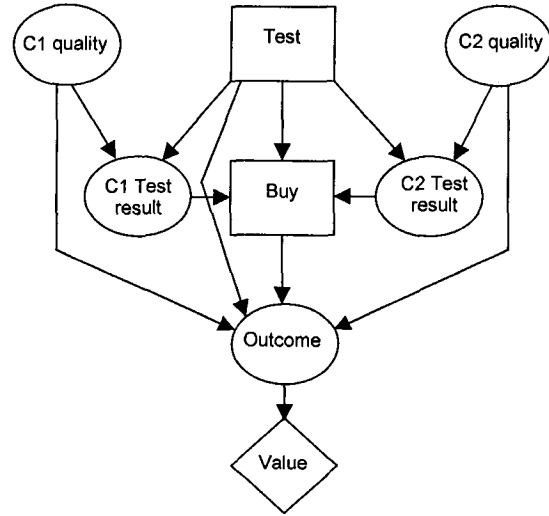 C1 quality
Test
C2 quality
C1 Test
result
Buy
C2 Test
result
Outcome
Value